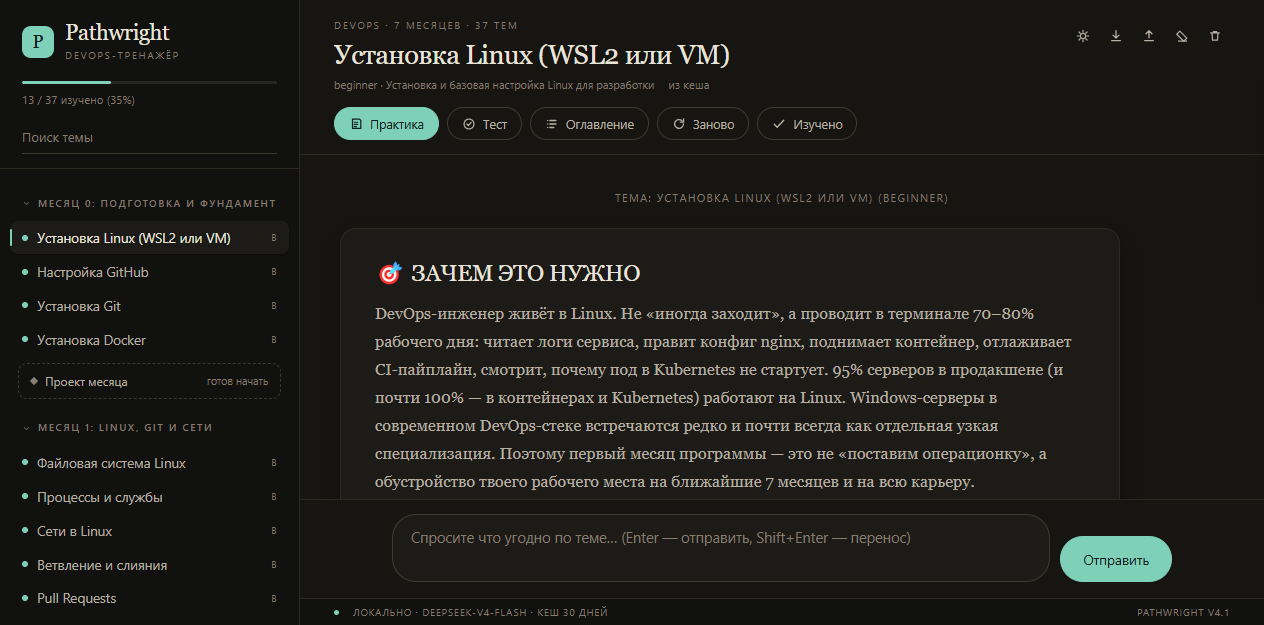 P
Pathwright
DEVOPS-ТРЕНАЖЁР
13 / 37 изучено (35%)
Поиск темы
МЕСЯЦ 0: ПОДГОТОВКА И ФУНДАМЕНТ
Установка Linux (WSL2 или VM) B
Настройка GitHub B
Установка Git B
Установка Docker B
Проект месяца готов начать
МЕСЯЦ 1: LINUX, GIT И СЕТИ
Файловая система Linux B
Процессы и службы B
Сети в Linux B
Ветвление и слияния B
Pull Requests B
DEVOPS · 7 МЕСЯЦЕВ · 37 ТЕМ
Установка Linux (WSL2 или VM)
beginner · Установка и базовая настройка Linux для разработки из кеша
Практика Тест Оглавление Заново Изучено
ТЕМА: УСТАНОВКА LINUX (WSL2 ИЛИ VM) (BEGINNER)
🎯 ЗАЧЕМ ЭТО НУЖНО
DevOps-инженер живёт в Linux. Не «иногда заходит», а проводит в терминале 70–80%
рабочего дня: читает логи сервиса, правит конфиг nginx, поднимает контейнер, отлаживает
CI-пайплайн, смотрит, почему под в Kubernetes не стартует. 95% серверов в продакшене (и
почти 100% — в контейнерах и Kubernetes) работают на Linux. Windows-серверы в
современном DevOps-стеке встречаются редко и почти всегда как отдельная узкая
специализация. Поэтому первый месяц программы — это не «поставим операционку», а
обустройство твоего рабочего места на ближайшие 7 месяцев и на всю карьеру.
Спросите что угодно по теме... (Enter — отправить, Shift+Enter — перенос)
Отправить
ЛОКАЛЬНО · DEEPSEEK-V4-FLASH · КЕШ 30 ДНЕЙ
PATHWRIGHT V4.1